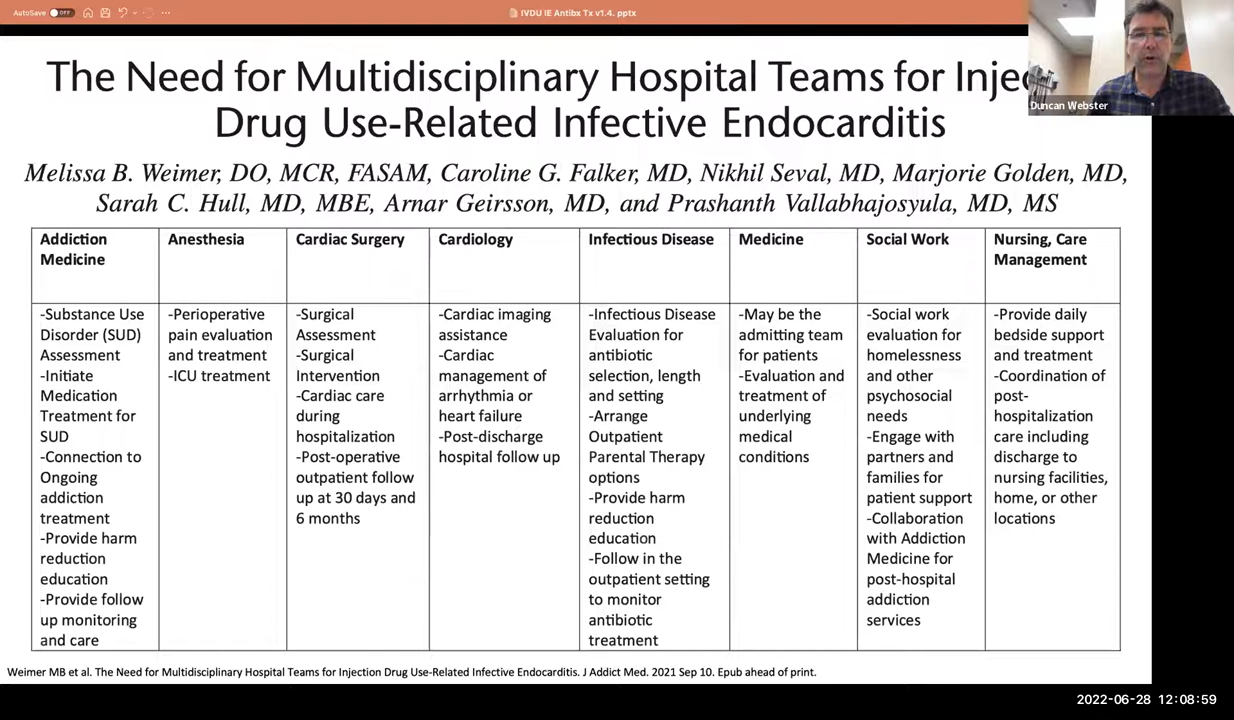 AutoSave OFF
IVDU IE Antibx Tx v1.4. pptx
The Need for Multidisciplinary Hospital Teams for Injec
Drug Use-Related Infective Endocarditis
Duncan Webster
Melissa B. Weimer, DO, MCR, FASAM, Caroline G. Falker, MD, Nikhil Seval, MD, Marjorie Golden, MD,
Sarah C. Hull, MD, MBE, Arnar Geirsson, MD, and Prashanth Vallabhajosyula, MD, MS
Addiction
Medicine
Anesthesia
Cardiac Surgery
Cardiology
Infectious Disease
Medicine
Social Work
Nursing, Care
Management
-Substance Use
Disorder (SUD)
Assessment
-Initiate
Medication
Treatment for
SUD
-Connection to
Ongoing
addiction
treatment
-Provide harm
reduction
education
-Provide follow
up monitoring
and care
-Perioperative
pain evaluation
and treatment
-ICU treatment
-Surgical
Assessment
-Surgical
Intervention
-Cardiac care
during
hospitalization
-Post-operative
outpatient follow
up at 30 days and
6 months
-Cardiac imaging
assistance
-Cardiac
management of
arrhythmia or
heart failure
-Post-discharge
hospital follow up
-Infectious Disease
Evaluation for
antibiotic
selection, length
and setting
-Arrange
Outpatient
Parental Therapy
options
-Provide harm
reduction
education
-Follow in the
outpatient setting
to monitor
antibiotic
treatment
-May be the
admitting team
for patients
-Evaluation and
treatment of
underlying
medical
conditions
-Social work
evaluation for
homelessness
and other
psychosocial
needs
-Engage with
partners and
families for
patient support
-Collaboration
with Addiction
Medicine for
post-hospital
addiction
services
-Provide daily
bedside support
and treatment
-Coordination of
post-
hospitalization
care including
discharge to
nursing facilities,
home, or other
locations
Weimer MB et al. The Need for Multidisciplinary Hospital Teams for Injection Drug Use-Related Infective Endocarditis. J Addict Med. 2021 Sep 10. Epub ahead of print.
2022-06-28 12:08:59